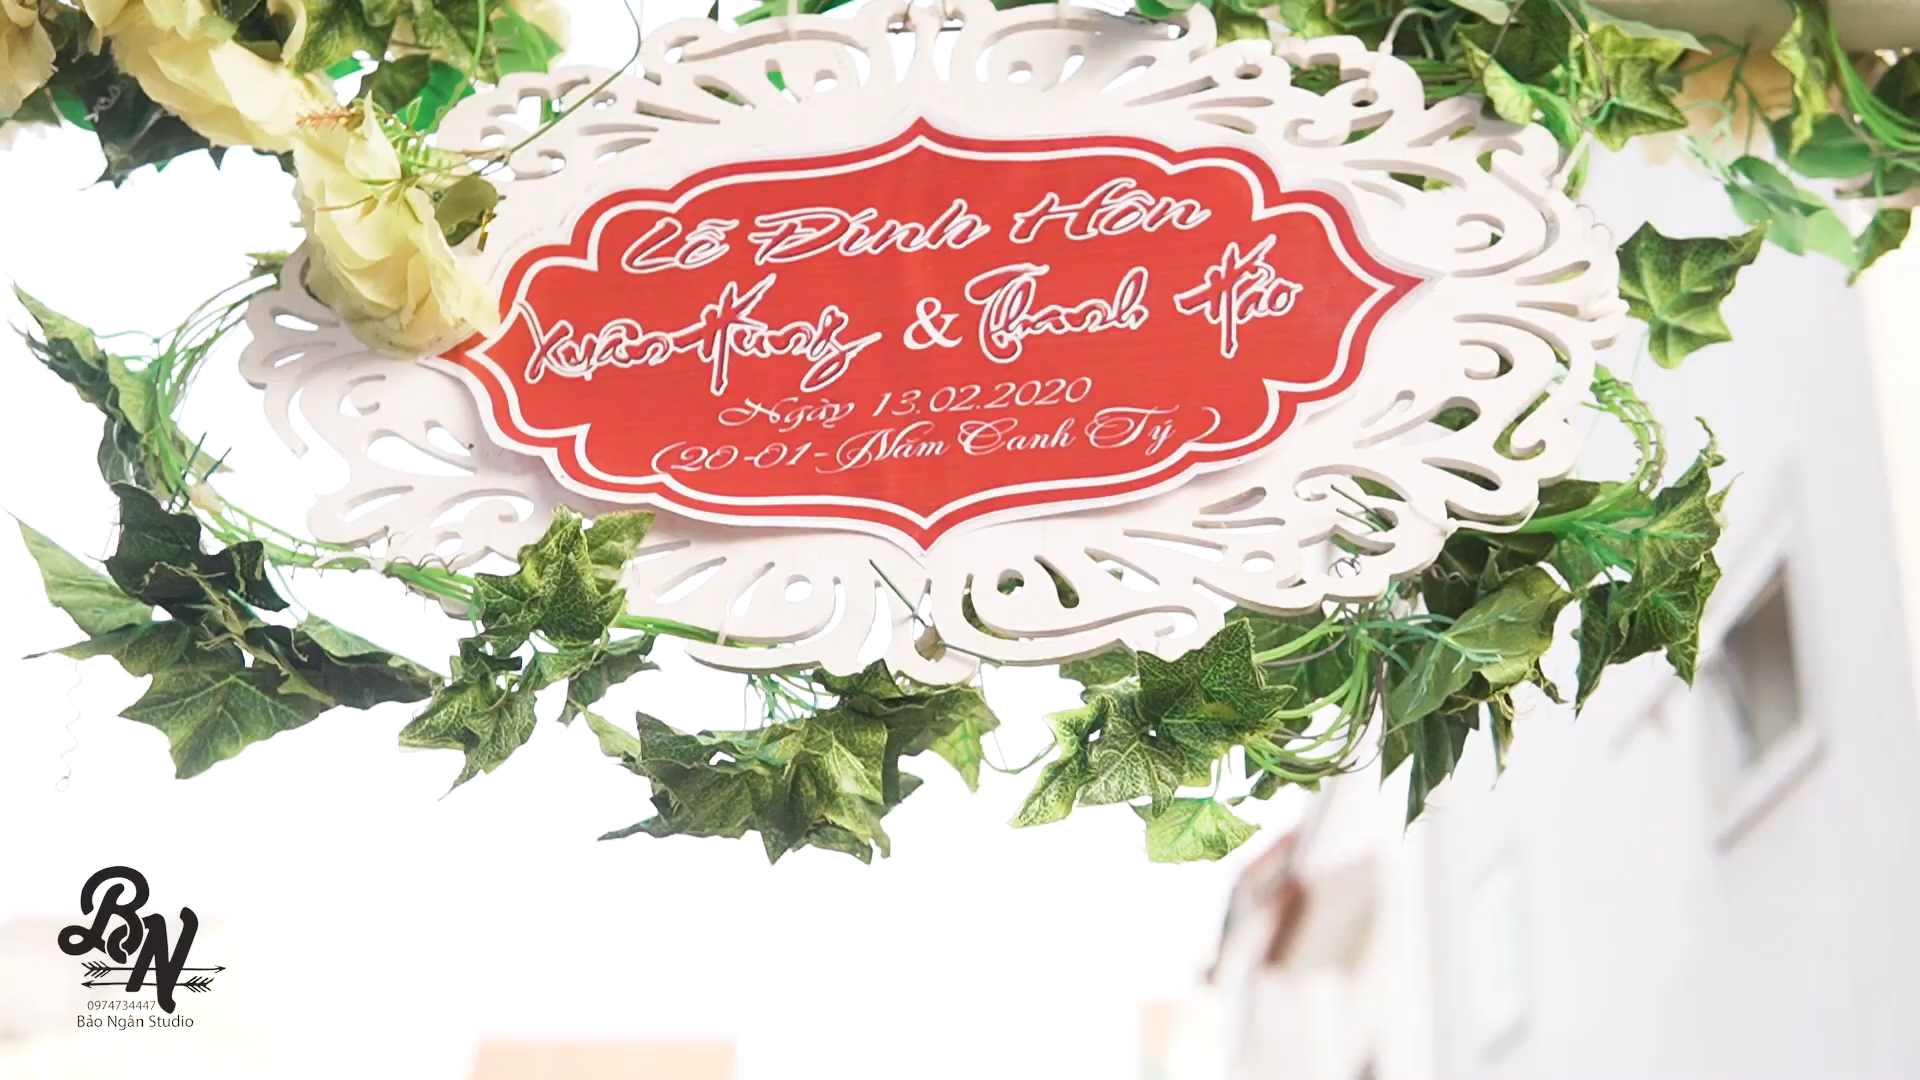 Lễ Đính Hôn
Xuân Hùng & Thanh Hảo
Ngày 13.02.2020
(20-01-Năm Canh Tý)
BN
0974734447
Bảo Ngân Studio